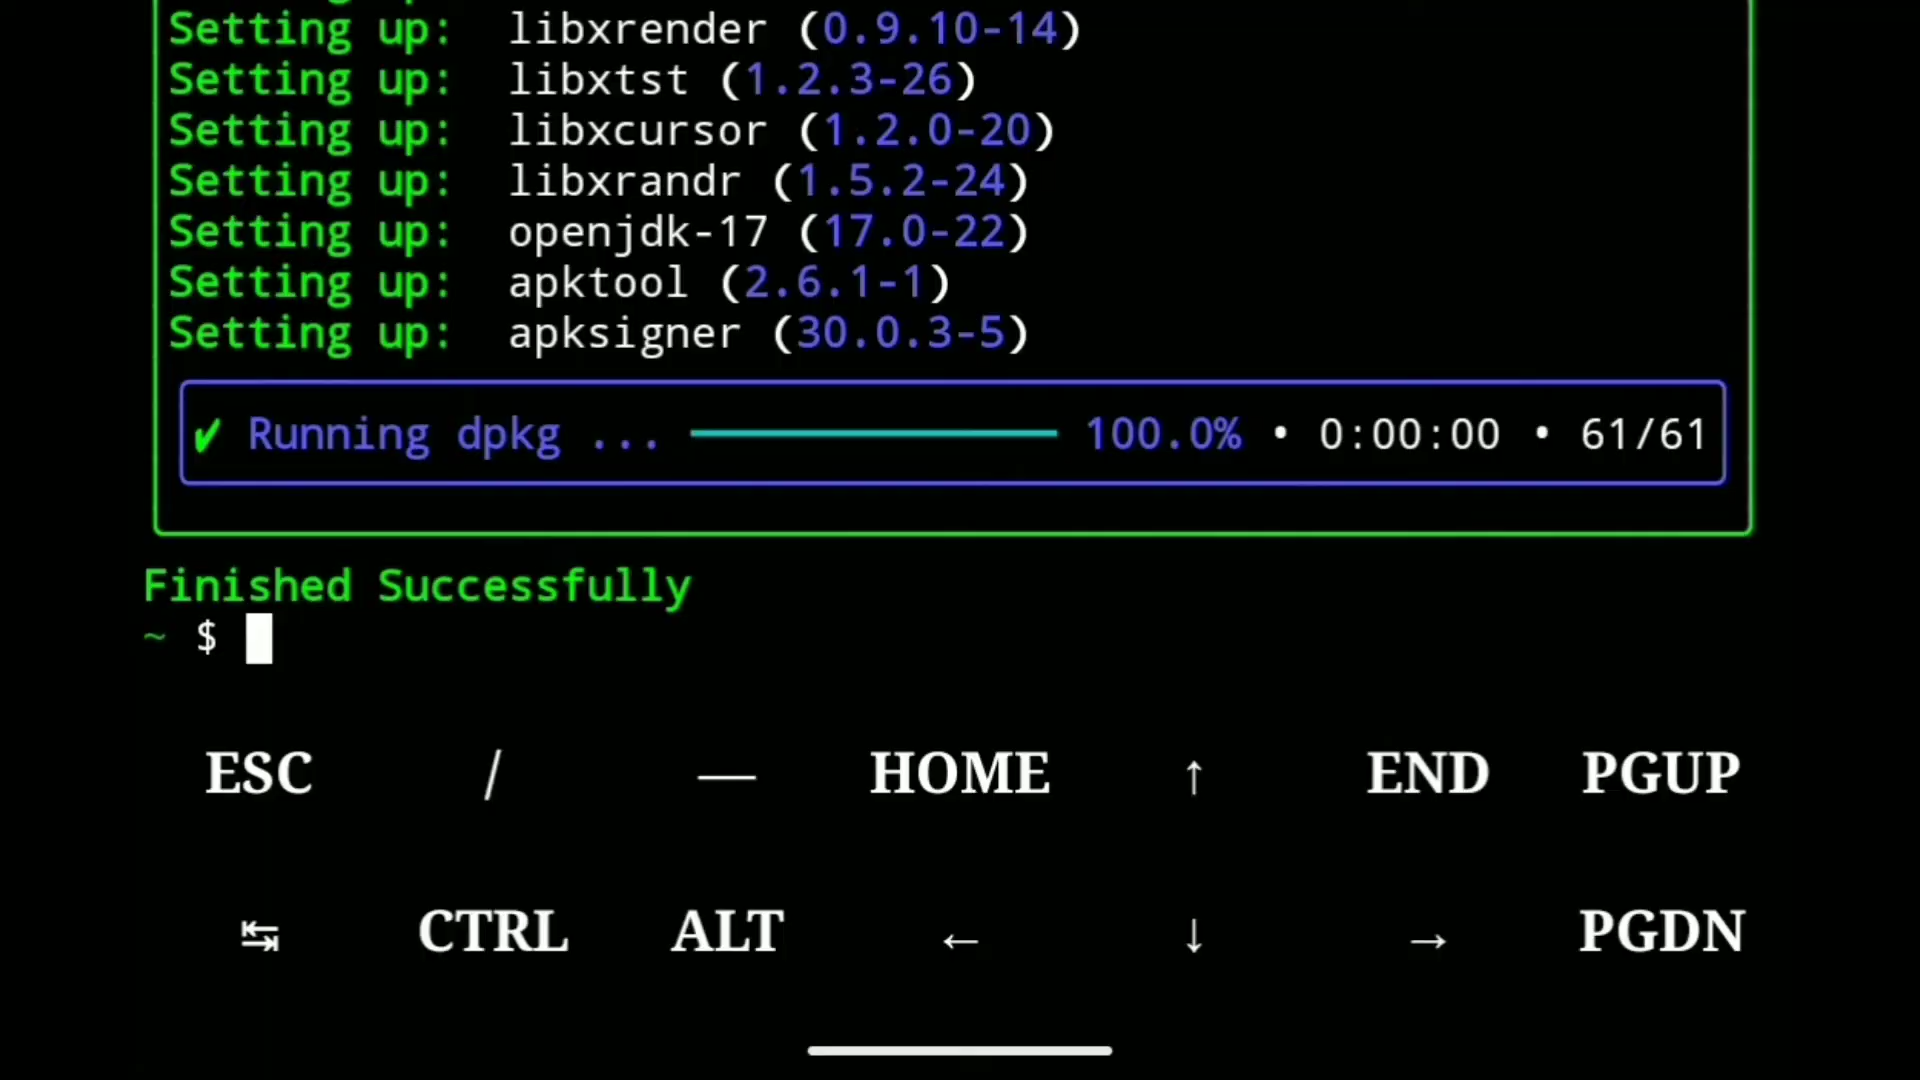 Setting up: libxrender (0.9.10-14)
Setting up: libxtst (1.2.3-26)
Setting up: libxcursor (1.2.0-20)
Setting up: libxrandr (1.5.2-24)
Setting up: openjdk-17 (17.0-22)
Setting up: apktool (2.6.1-1)
Setting up: apksigner (30.0.3-5)
✔ Running dpkg ... 100.0% • 0:00:00 • 61/61
Finished Successfully
~ $
ESC / — HOME ↑ END PGUP
↹ CTRL ALT ← ↓ → PGDN